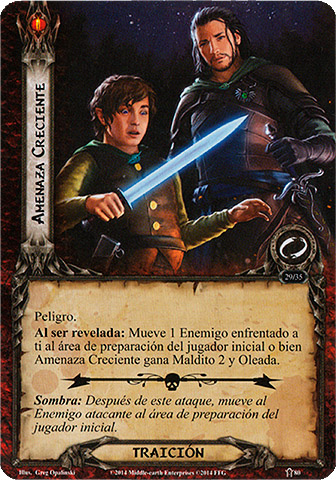 AMENAZA CRECIENTE
29/35
Peligro.
Al ser revelada: Mueve 1 Enemigo enfrentado a
ti al área de preparación del jugador inicial o bien
Amenaza Creciente gana Maldito 2 y Oleada.
Sombra: Después de este ataque, mueve al
Enemigo atacante al área de preparación del
jugador inicial.
TRAICIÓN
Illus. Greg Opalinski
©2014 Middle-earth Enterprises ©2014 FFG
80